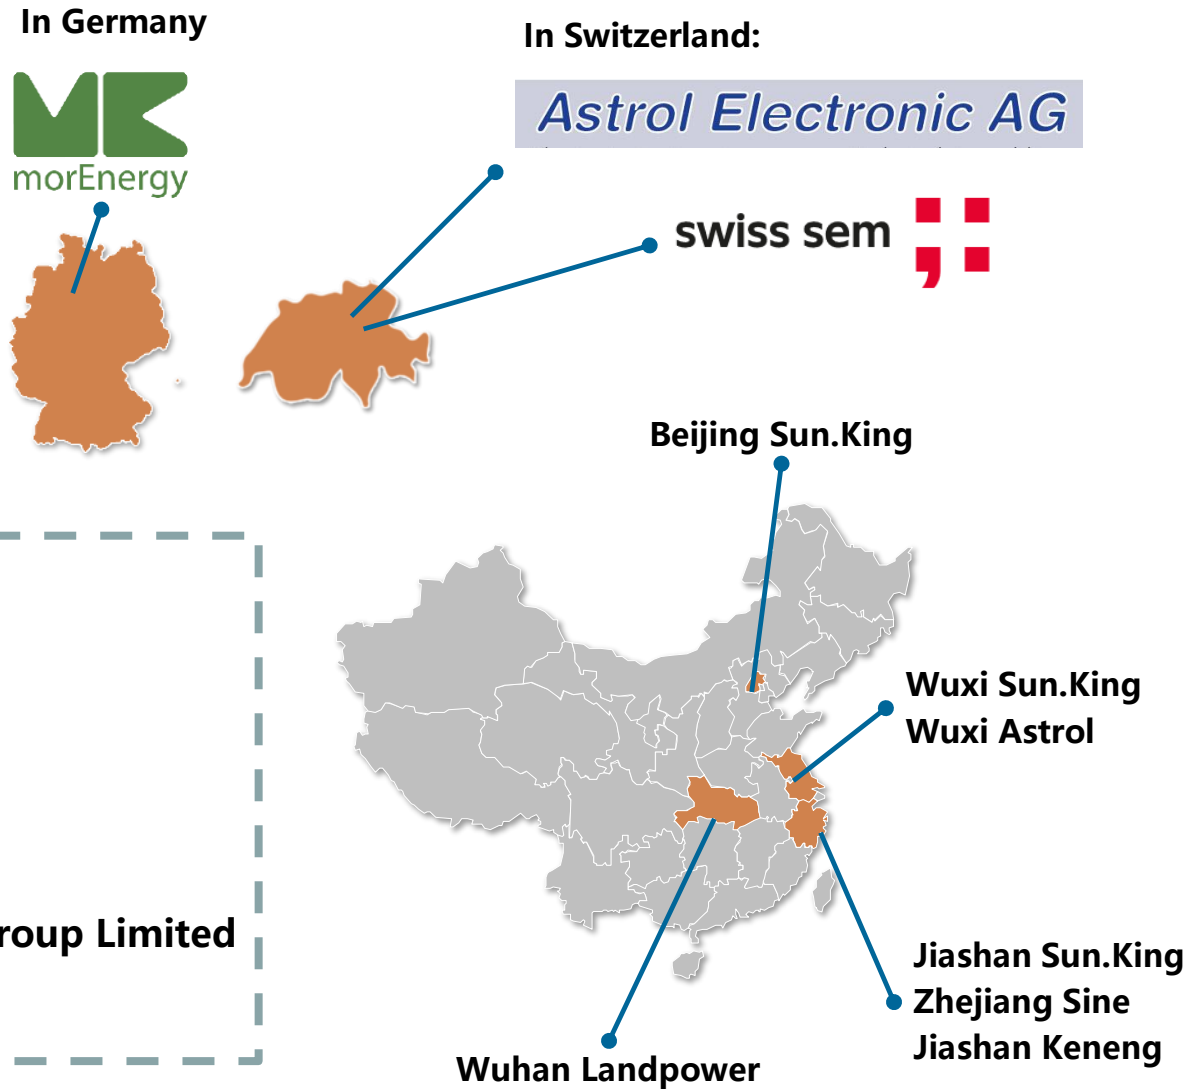 In Germany
In Switzerland:
morEnergy
Astrol Electronic AG
swiss sem
Beijing Sun.King
Wuxi Sun.King
Wuxi Astrol
roup Limited
Jiashan Sun.King
Zhejiang Sine
Jiashan Keneng
Wuhan Landpower